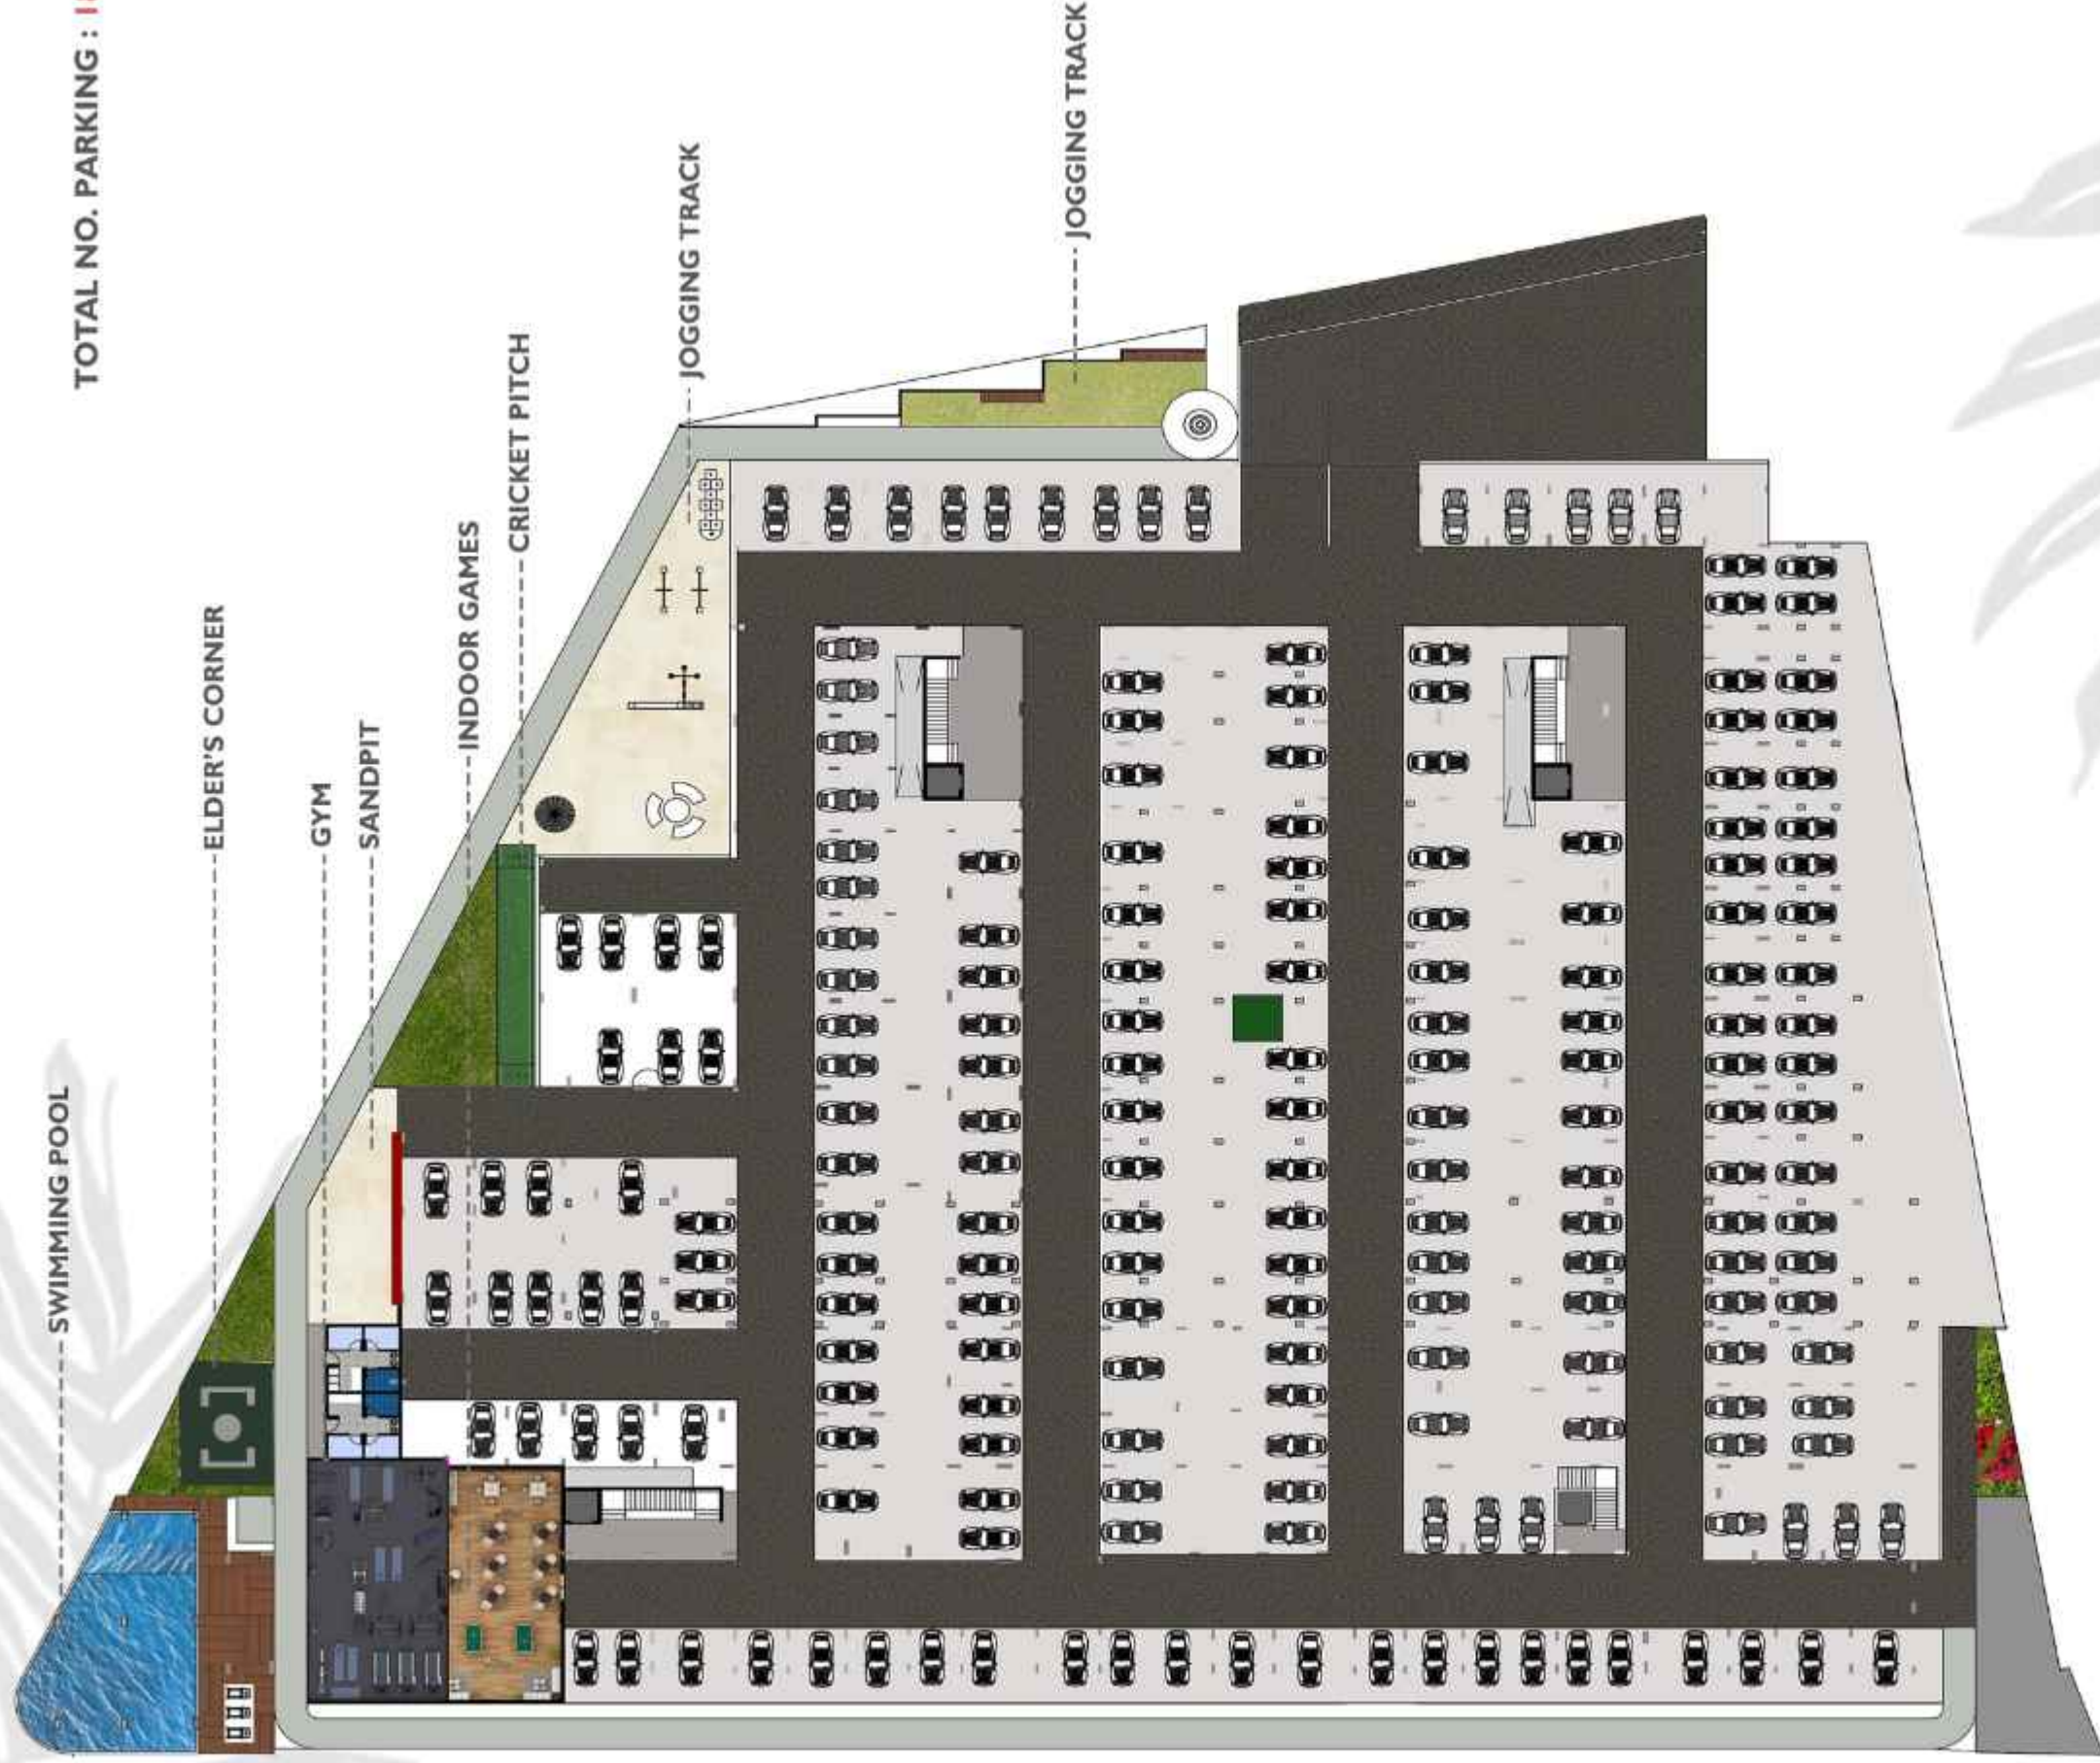 TOTAL NO. PARKING :
SWIMMING POOL
ELDER'S CORNER
GYM
SANDPIT
INDOOR GAMES
CRICKET PITCH
JOGGING TRACK
JOGGING TRACK